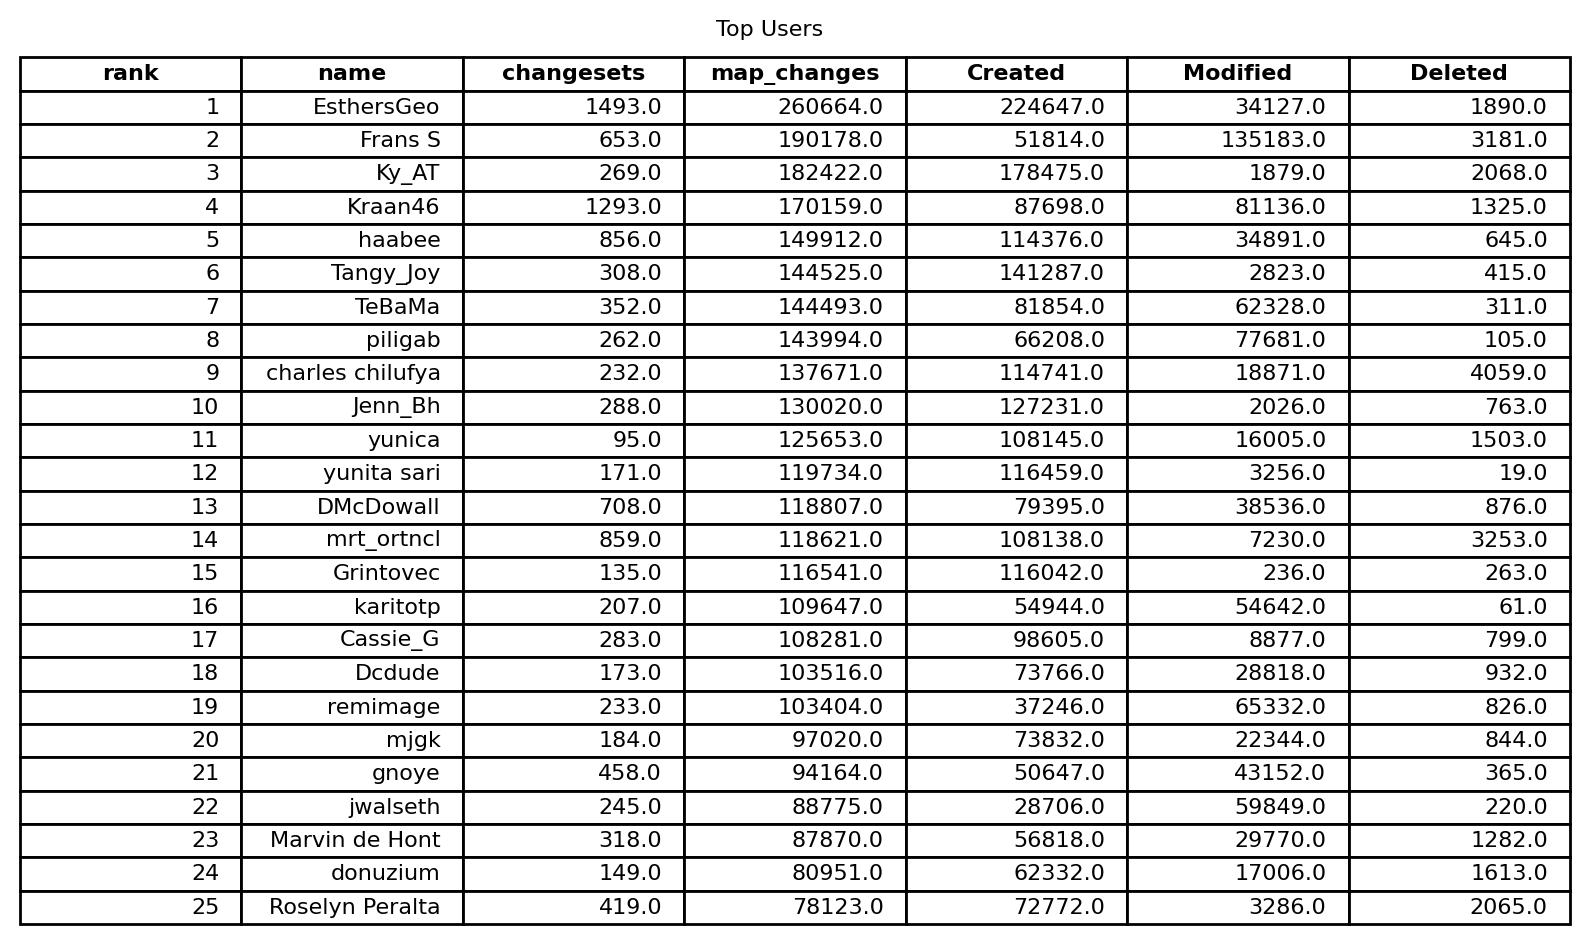 Top Users
rank name changesets map_changes Created Modified Deleted
1 EsthersGeo 1493.0 260664.0 224647.0 34127.0 1890.0
2 Frans S 653.0 190178.0 51814.0 135183.0 3181.0
3 Ky_AT 269.0 182422.0 178475.0 1879.0 2068.0
4 Kraan46 1293.0 170159.0 87698.0 81136.0 1325.0
5 haabee 856.0 149912.0 114376.0 34891.0 645.0
6 Tangy_Joy 308.0 144525.0 141287.0 2823.0 415.0
7 TeBaMa 352.0 144493.0 81854.0 62328.0 311.0
8 piligab 262.0 143994.0 66208.0 77681.0 105.0
9 charles chilufya 232.0 137671.0 114741.0 18871.0 4059.0
10 Jenn_Bh 288.0 130020.0 127231.0 2026.0 763.0
11 yunica 95.0 125653.0 108145.0 16005.0 1503.0
12 yunita sari 171.0 119734.0 116459.0 3256.0 19.0
13 DMcDowall 708.0 118807.0 79395.0 38536.0 876.0
14 mrt_ortncl 859.0 118621.0 108138.0 7230.0 3253.0
15 Grintovec 135.0 116541.0 116042.0 236.0 263.0
16 karitotp 207.0 109647.0 54944.0 54642.0 61.0
17 Cassie_G 283.0 108281.0 98605.0 8877.0 799.0
18 Dcdude 173.0 103516.0 73766.0 28818.0 932.0
19 remimage 233.0 103404.0 37246.0 65332.0 826.0
20 mjgk 184.0 97020.0 73832.0 22344.0 844.0
21 gnoye 458.0 94164.0 50647.0 43152.0 365.0
22 jwalseth 245.0 88775.0 28706.0 59849.0 220.0
23 Marvin de Hont 318.0 87870.0 56818.0 29770.0 1282.0
24 donuzium 149.0 80951.0 62332.0 17006.0 1613.0
25 Roselyn Peralta 419.0 78123.0 72772.0 3286.0 2065.0